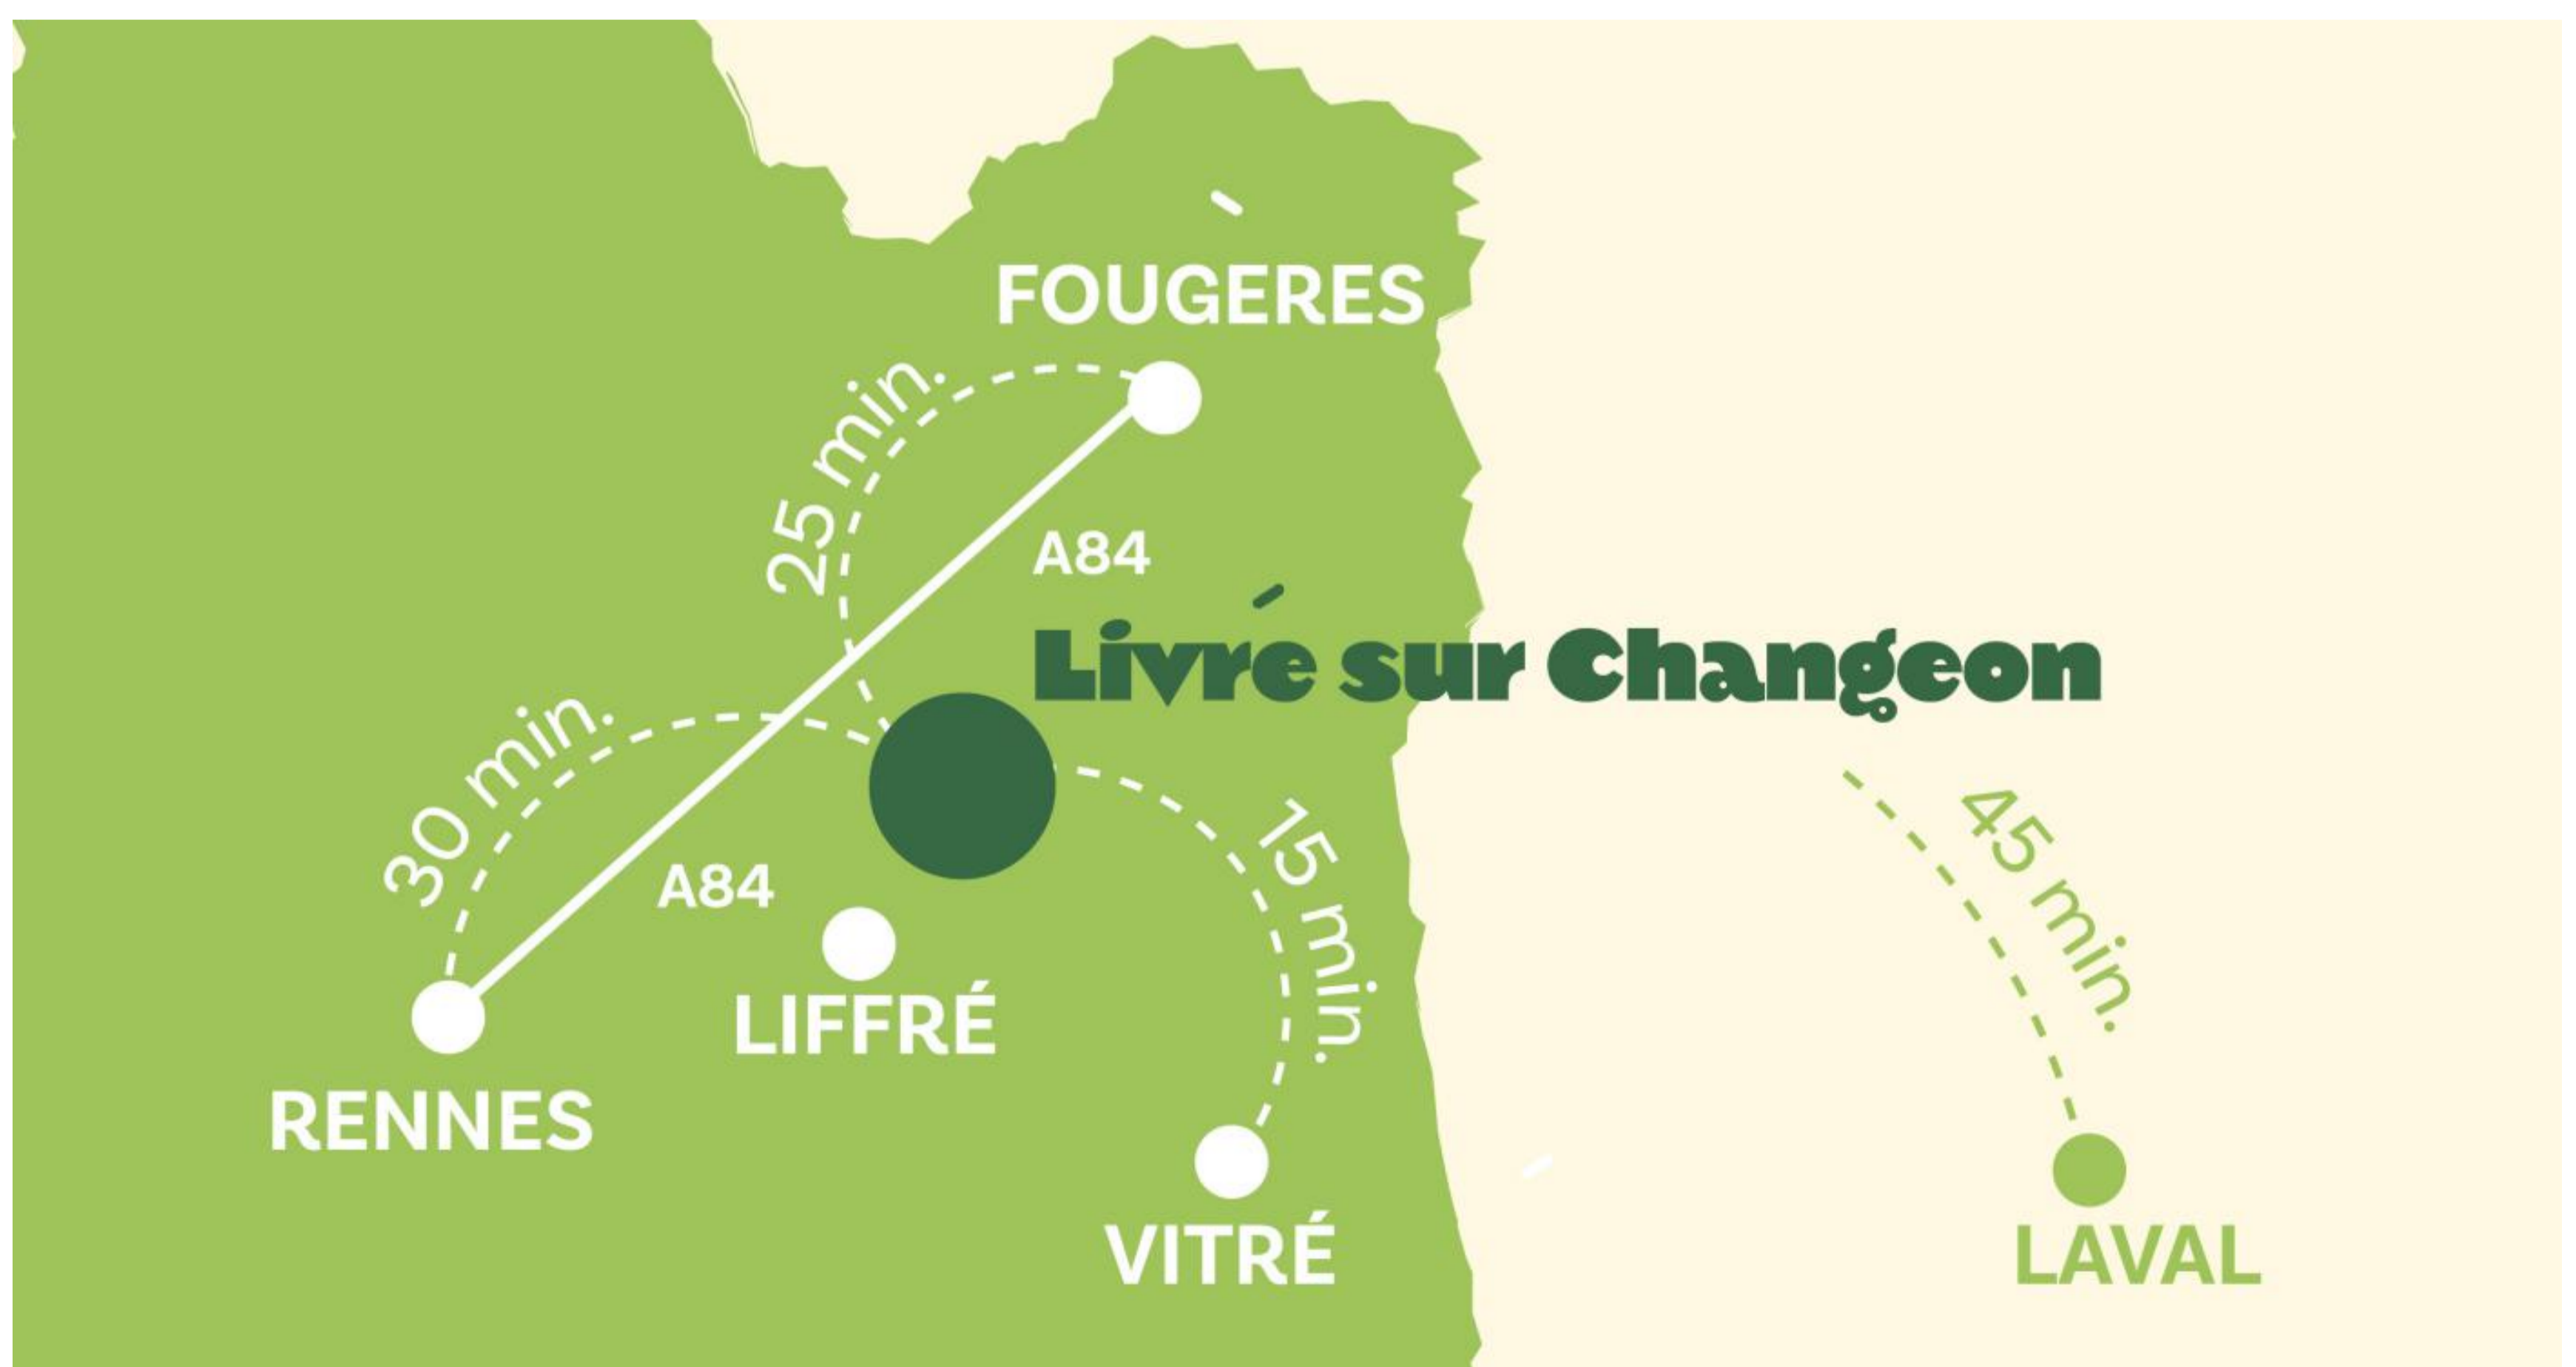 FOUGERES
25 min.
A84
Livré sur Changeon
30 min.
45 min.
15 min.
A84
LIFFRÉ
RENNES
VITRÉ
LAVAL